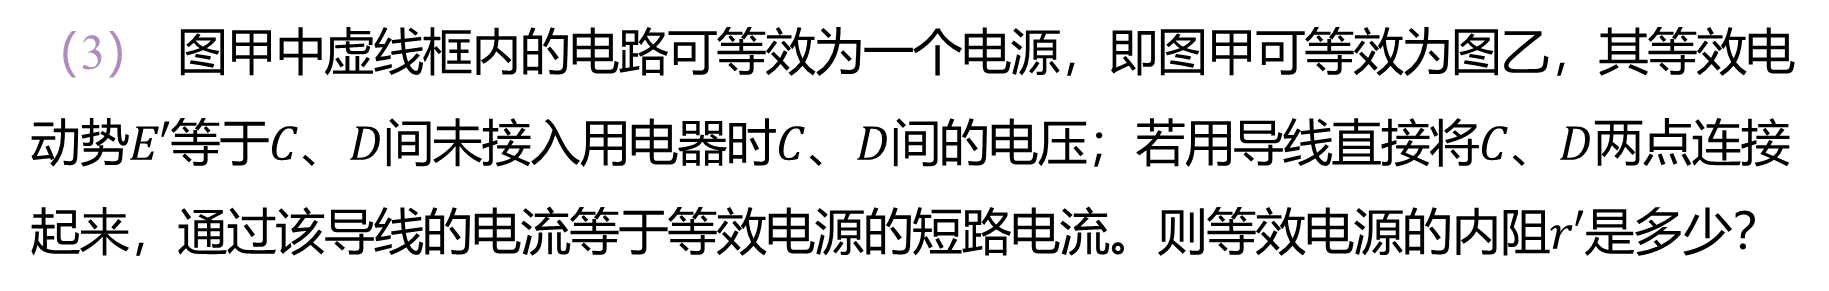 (3) 图甲中虚线框内的电路可等效为一个电源，即图甲可等效为图乙，其等效电
动势E′等于C、D间未接入用电器时C、D间的电压；若用导线直接将C、D两点连接
起来，通过该导线的电流等于等效电源的短路电流。则等效电源的内阻r′是多少？